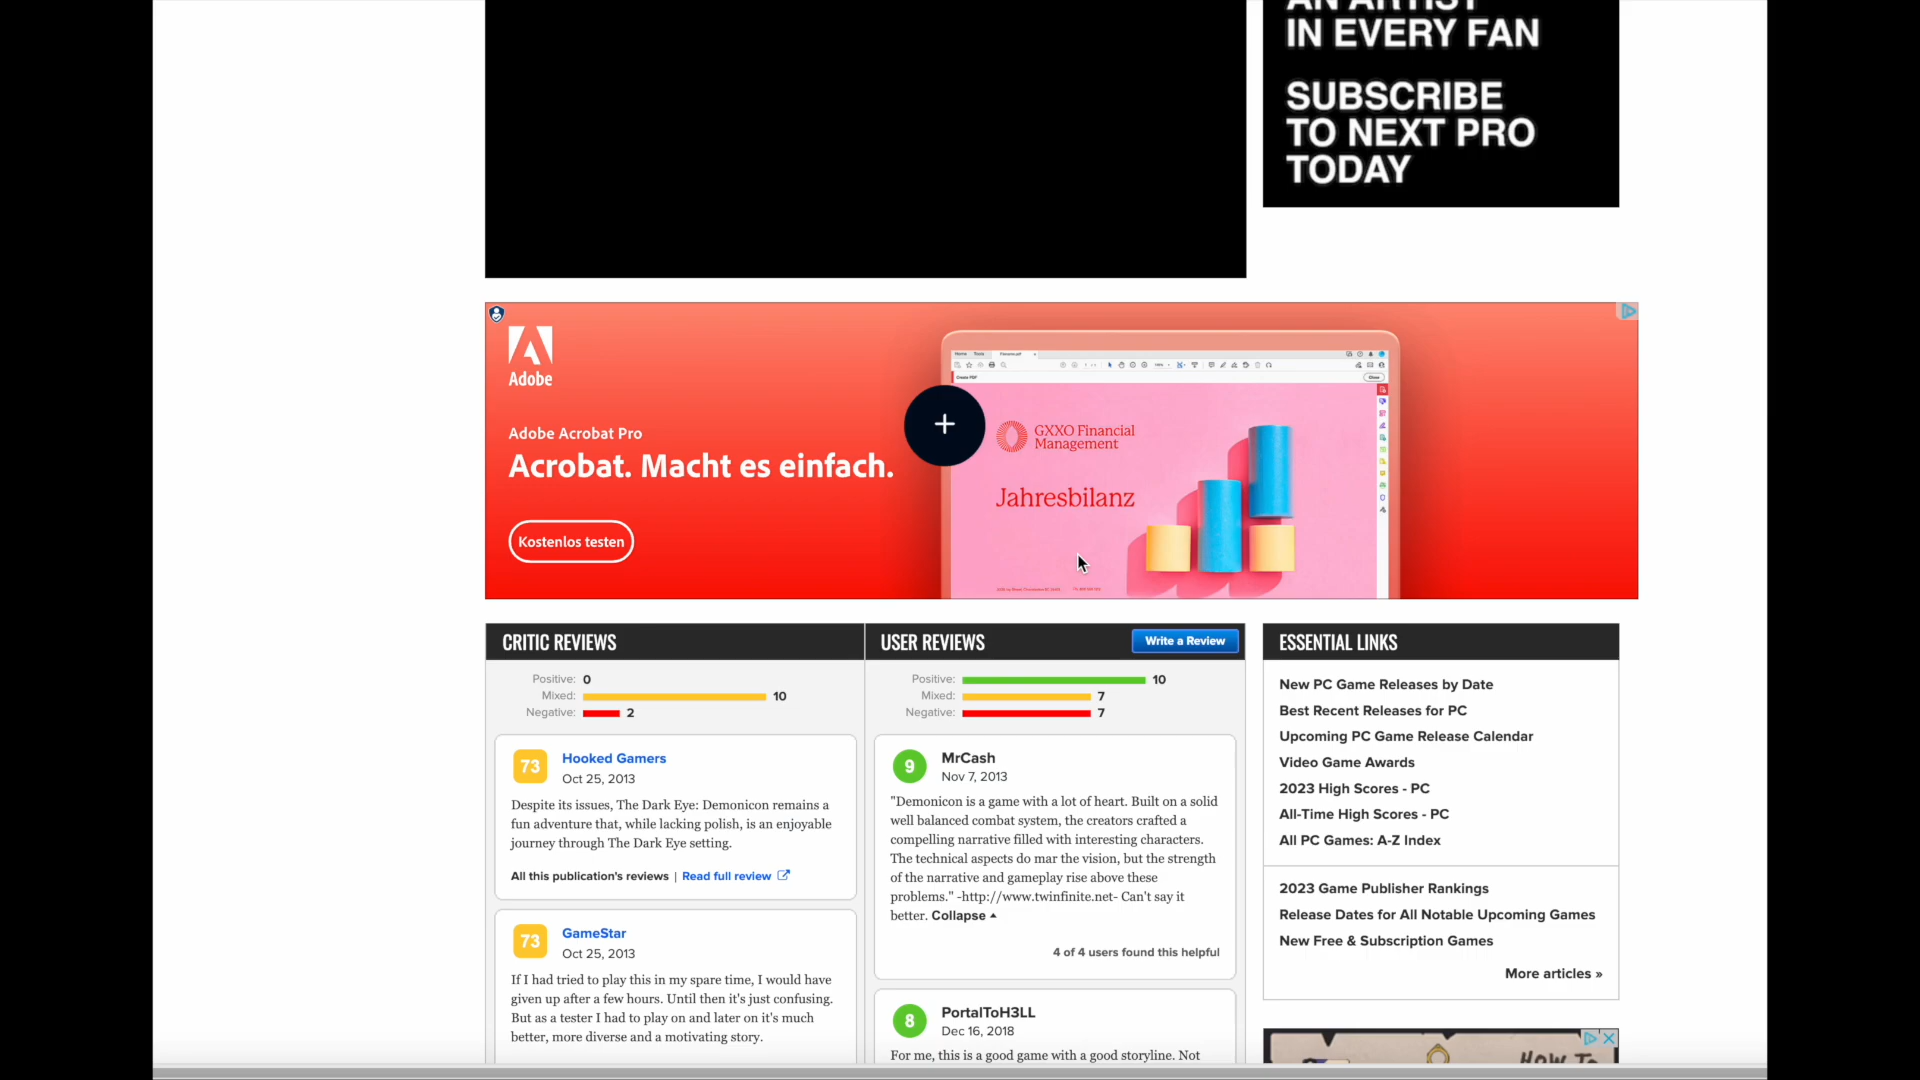 AN ARTIST
IN EVERY FAN
SUBSCRIBE
TO NEXT PRO
TODAY
Adobe
Adobe Acrobat Pro
Acrobat. Macht es einfach.
Kostenlos testen
Home Tools
Create PDF
Close
GXXO Financial
Management
Jahresbilanz
CRITIC REVIEWS
Positive: 0
Mixed: 10
Negative: 2
73
Hooked Gamers
Oct 25, 2013
Despite its issues, The Dark Eye: Demonicon remains a
fun adventure that, while lacking polish, is an enjoyable
journey through The Dark Eye setting.
All this publication's reviews | Read full review
73
GameStar
Oct 25, 2013
If I had tried to play this in my spare time, I would have
given up after a few hours. Until then it's just confusing.
But as a tester I had to play on and later on it's much
better, more diverse and a motivating story.
USER REVIEWS
Write a Review
Positive: 10
Mixed: 7
Negative: 7
9
MrCash
Nov 7, 2013
"Demonicon is a game with a lot of heart. Built on a solid
well balanced combat system, the creators crafted a
compelling narrative filled with interesting characters.
The technical aspects do mar the vision, but the strength
of the narrative and gameplay rise above these
problems." -http://www.twinfinite.net- Can't say it
better. Collapse
4 of 4 users found this helpful
8
PortalToH3LL
Dec 16, 2018
For me, this is a good game with a good storyline. Not
ESSENTIAL LINKS
New PC Game Releases by Date
Best Recent Releases for PC
Upcoming PC Game Release Calendar
Video Game Awards
2023 High Scores - PC
All-Time High Scores - PC
All PC Games: A-Z Index
2023 Game Publisher Rankings
Release Dates for All Notable Upcoming Games
New Free & Subscription Games
More articles »
HOW TO